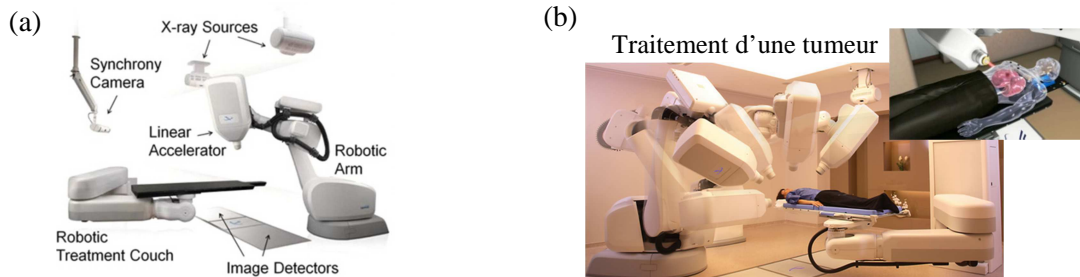 (a)
X-ray Sources
Synchrony
Camera
Linear
Accelerator
Robotic
Arm
Robotic
Treatment Couch
Image Detectors
(b)
Traitement d’une tumeur